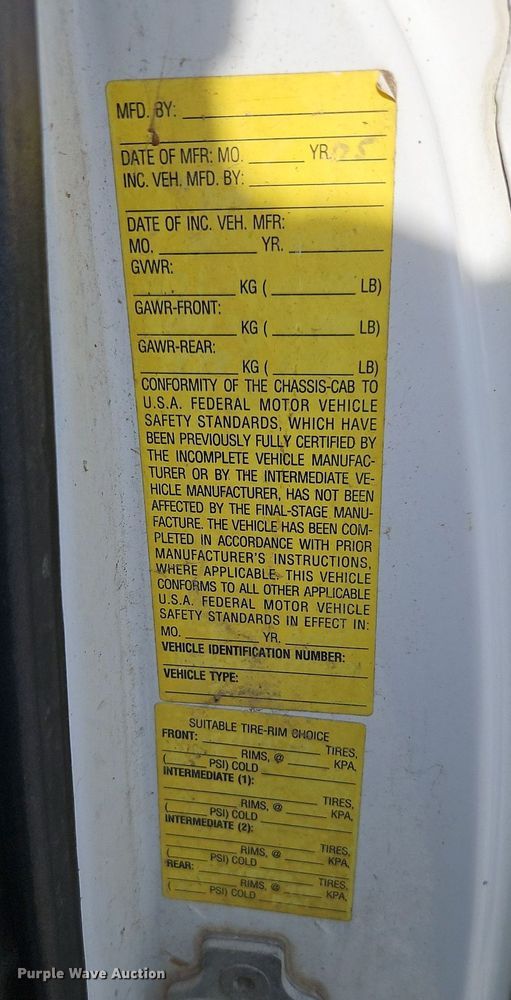 MFD. BY:
DATE OF MFR: MO. YR. 05
INC. VEH. MFD. BY:
DATE OF INC. VEH. MFR:
MO. YR.
GVWR:
KG ( LB)
GAWR-FRONT:
KG ( LB)
GAWR-REAR:
KG ( LB)
CONFORMITY OF THE CHASSIS-CAB TO
U.S.A. FEDERAL MOTOR VEHICLE
SAFETY STANDARDS, WHICH HAVE
BEEN PREVIOUSLY FULLY CERTIFIED BY
THE INCOMPLETE VEHICLE MANUFAC-
TURER OR BY THE INTERMEDIATE VE-
HICLE MANUFACTURER, HAS NOT BEEN
AFFECTED BY THE FINAL-STAGE MANU-
FACTURE. THE VEHICLE HAS BEEN COM-
PLETED IN ACCORDANCE WITH PRIOR
MANUFACTURER'S INSTRUCTIONS,
WHERE APPLICABLE. THIS VEHICLE
CONFORMS TO ALL OTHER APPLICABLE
U.S.A. FEDERAL MOTOR VEHICLE
SAFETY STANDARDS IN EFFECT IN:
MO. YR.
VEHICLE IDENTIFICATION NUMBER:
VEHICLE TYPE:
SUITABLE TIRE-RIM CHOICE
FRONT: TIRES,
RIMS, @ KPA,
( PSI) COLD
INTERMEDIATE (1): TIRES,
RIMS, @ KPA,
( PSI) COLD
INTERMEDIATE (2): TIRES,
RIMS, @ KPA,
( PSI) COLD
REAR: TIRES,
RIMS, @ KPA,
( PSI) COLD
Purple Wave Auction